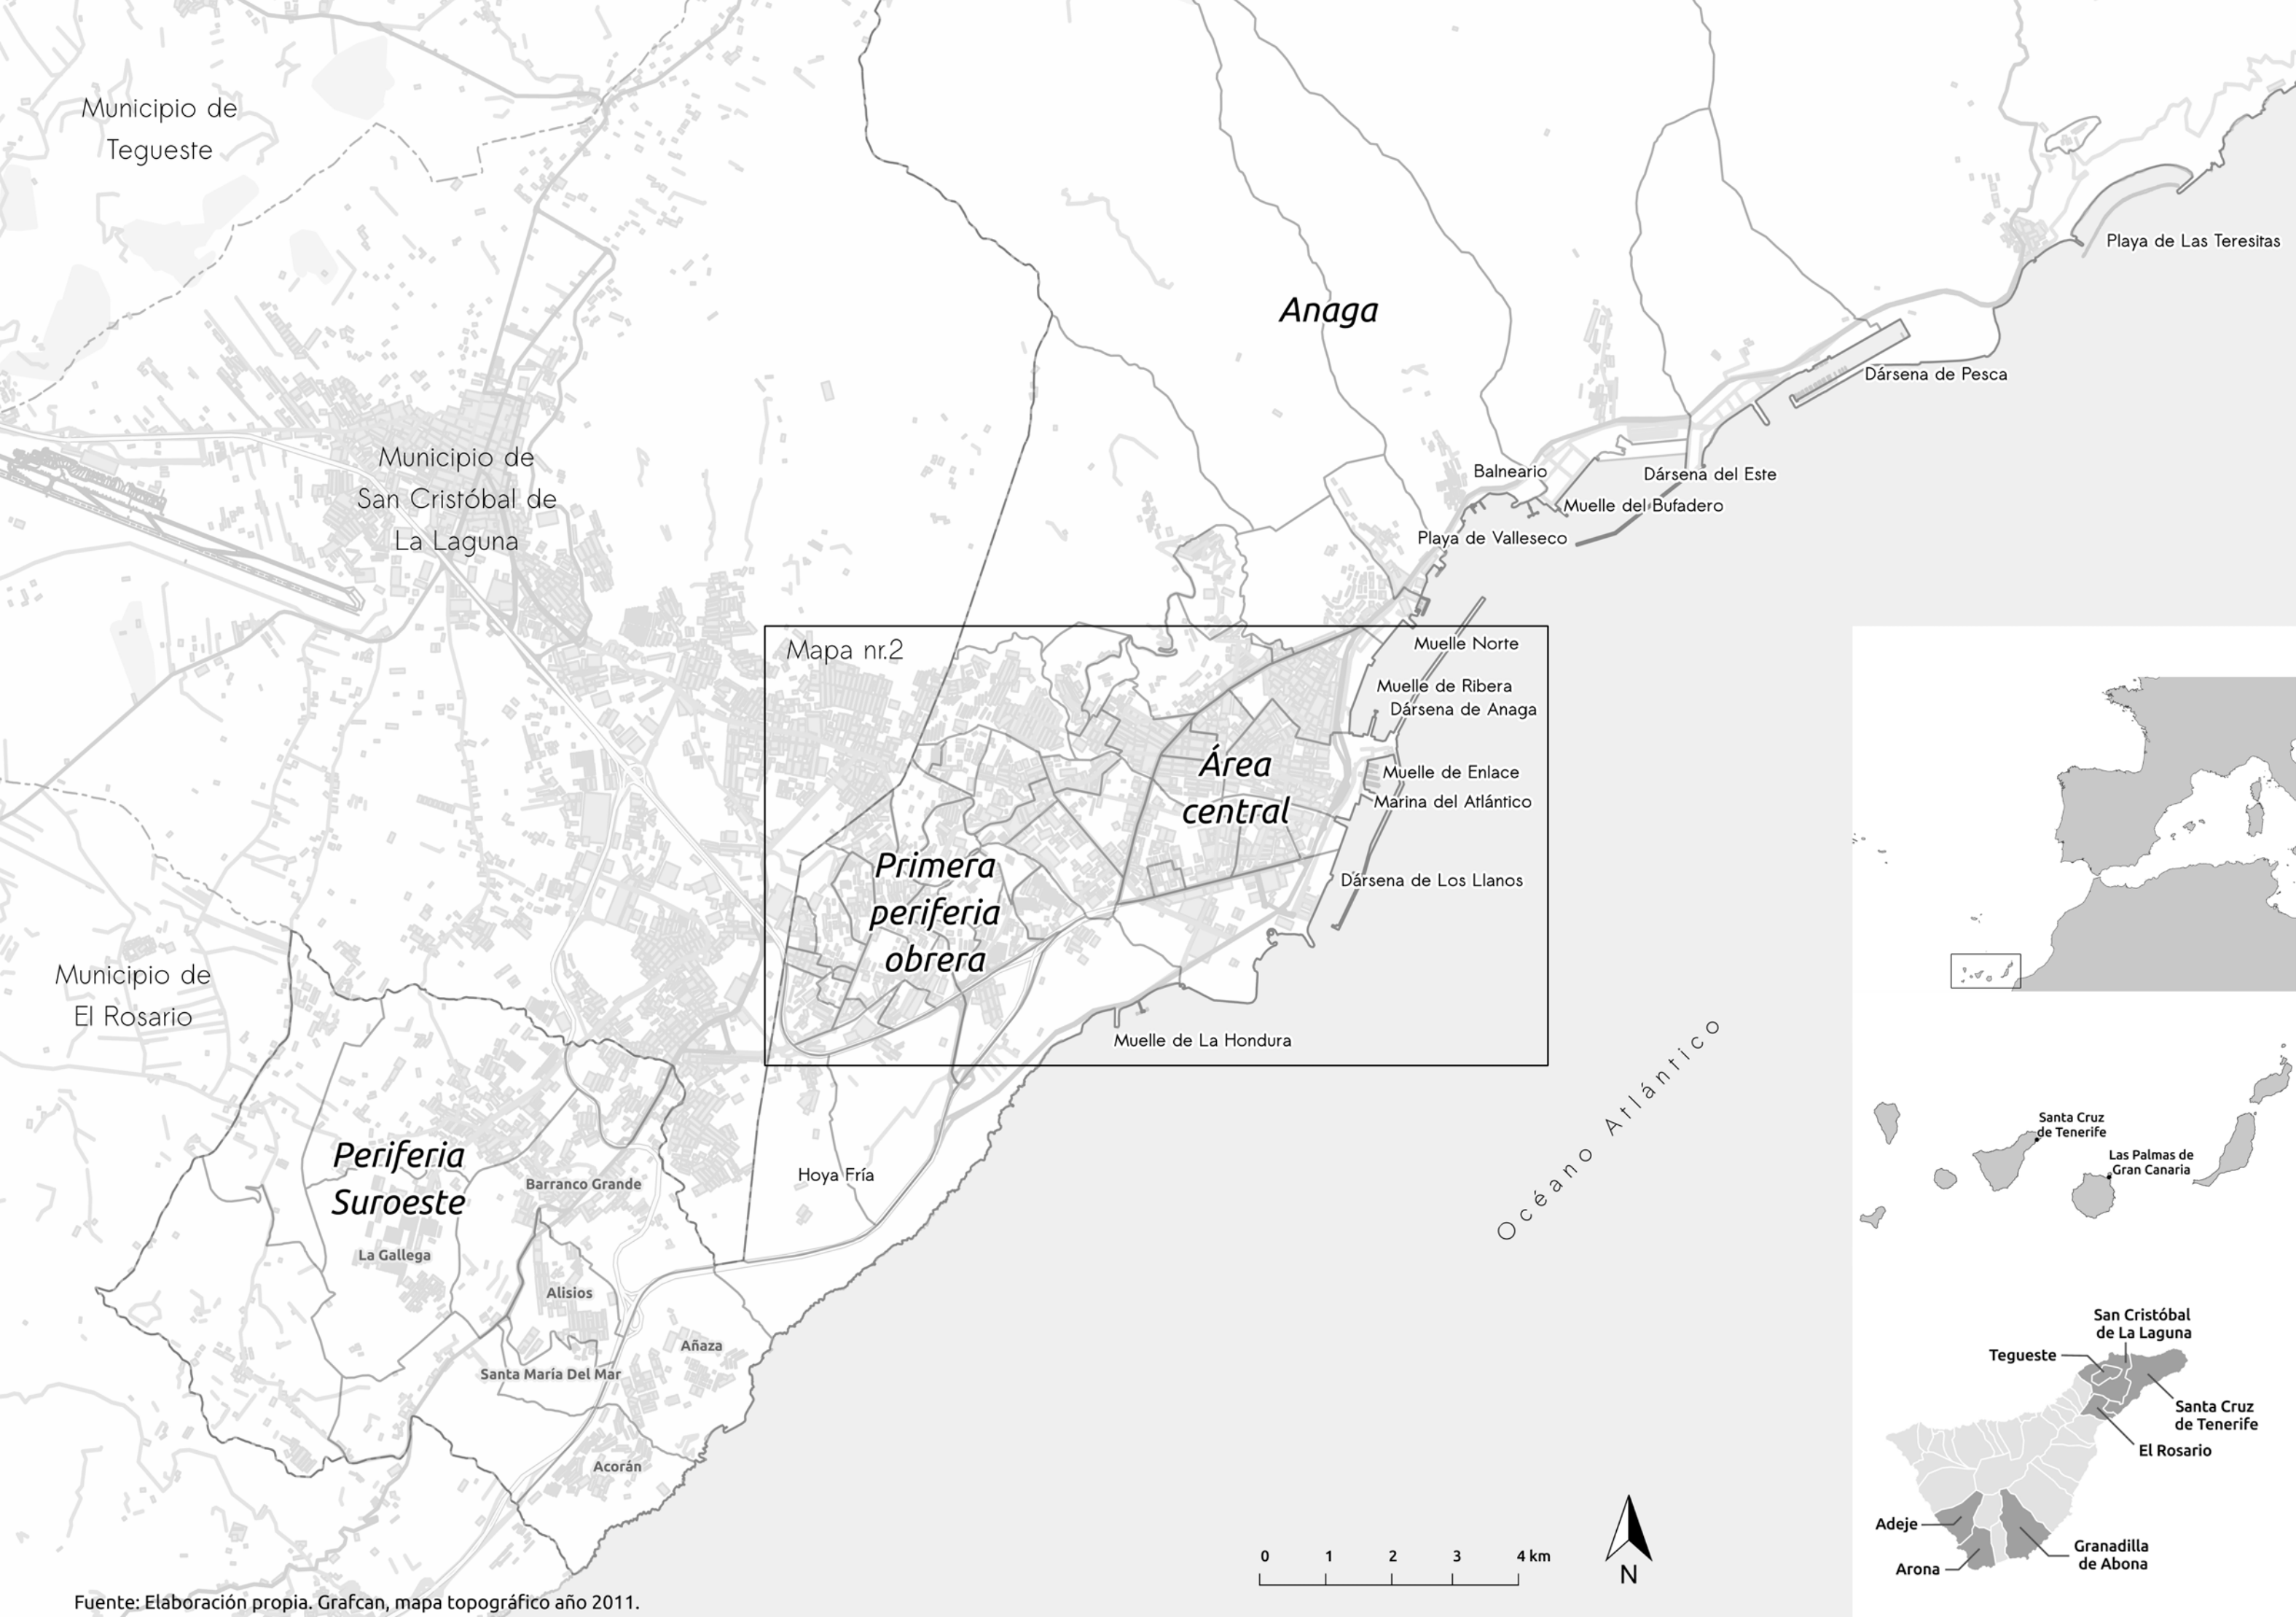 Municipio de
Tegueste
Anaga
Playa de Las Teresitas
Dársena de Pesca
Municipio de
San Cristóbal de
La Laguna
Balneario
Dársena del Este
Muelle del Bufadero
Playa de Valleseco
Mapa nr.2
Muelle Norte
Muelle de Ribera
Dársena de Anaga
Área
central
Muelle de Enlace
Marina del Atlántico
Primera
periferia
obrera
Dársena de Los Llanos
Municipio de
El Rosario
Muelle de La Hondura
Océano Atlántico
Periferia
Suroeste
Barranco Grande
Hoya Fría
La Gallega
Alisios
Añaza
Santa María Del Mar
Acorán
Santa Cruz
de Tenerife
Las Palmas de
Gran Canaria
San Cristóbal
de La Laguna
Tegueste
Santa Cruz
de Tenerife
El Rosario
Adeje
Granadilla
de Abona
Arona
0 1 2 3 4 km
N
Fuente: Elaboración propia. Grafcan, mapa topográfico año 2011.